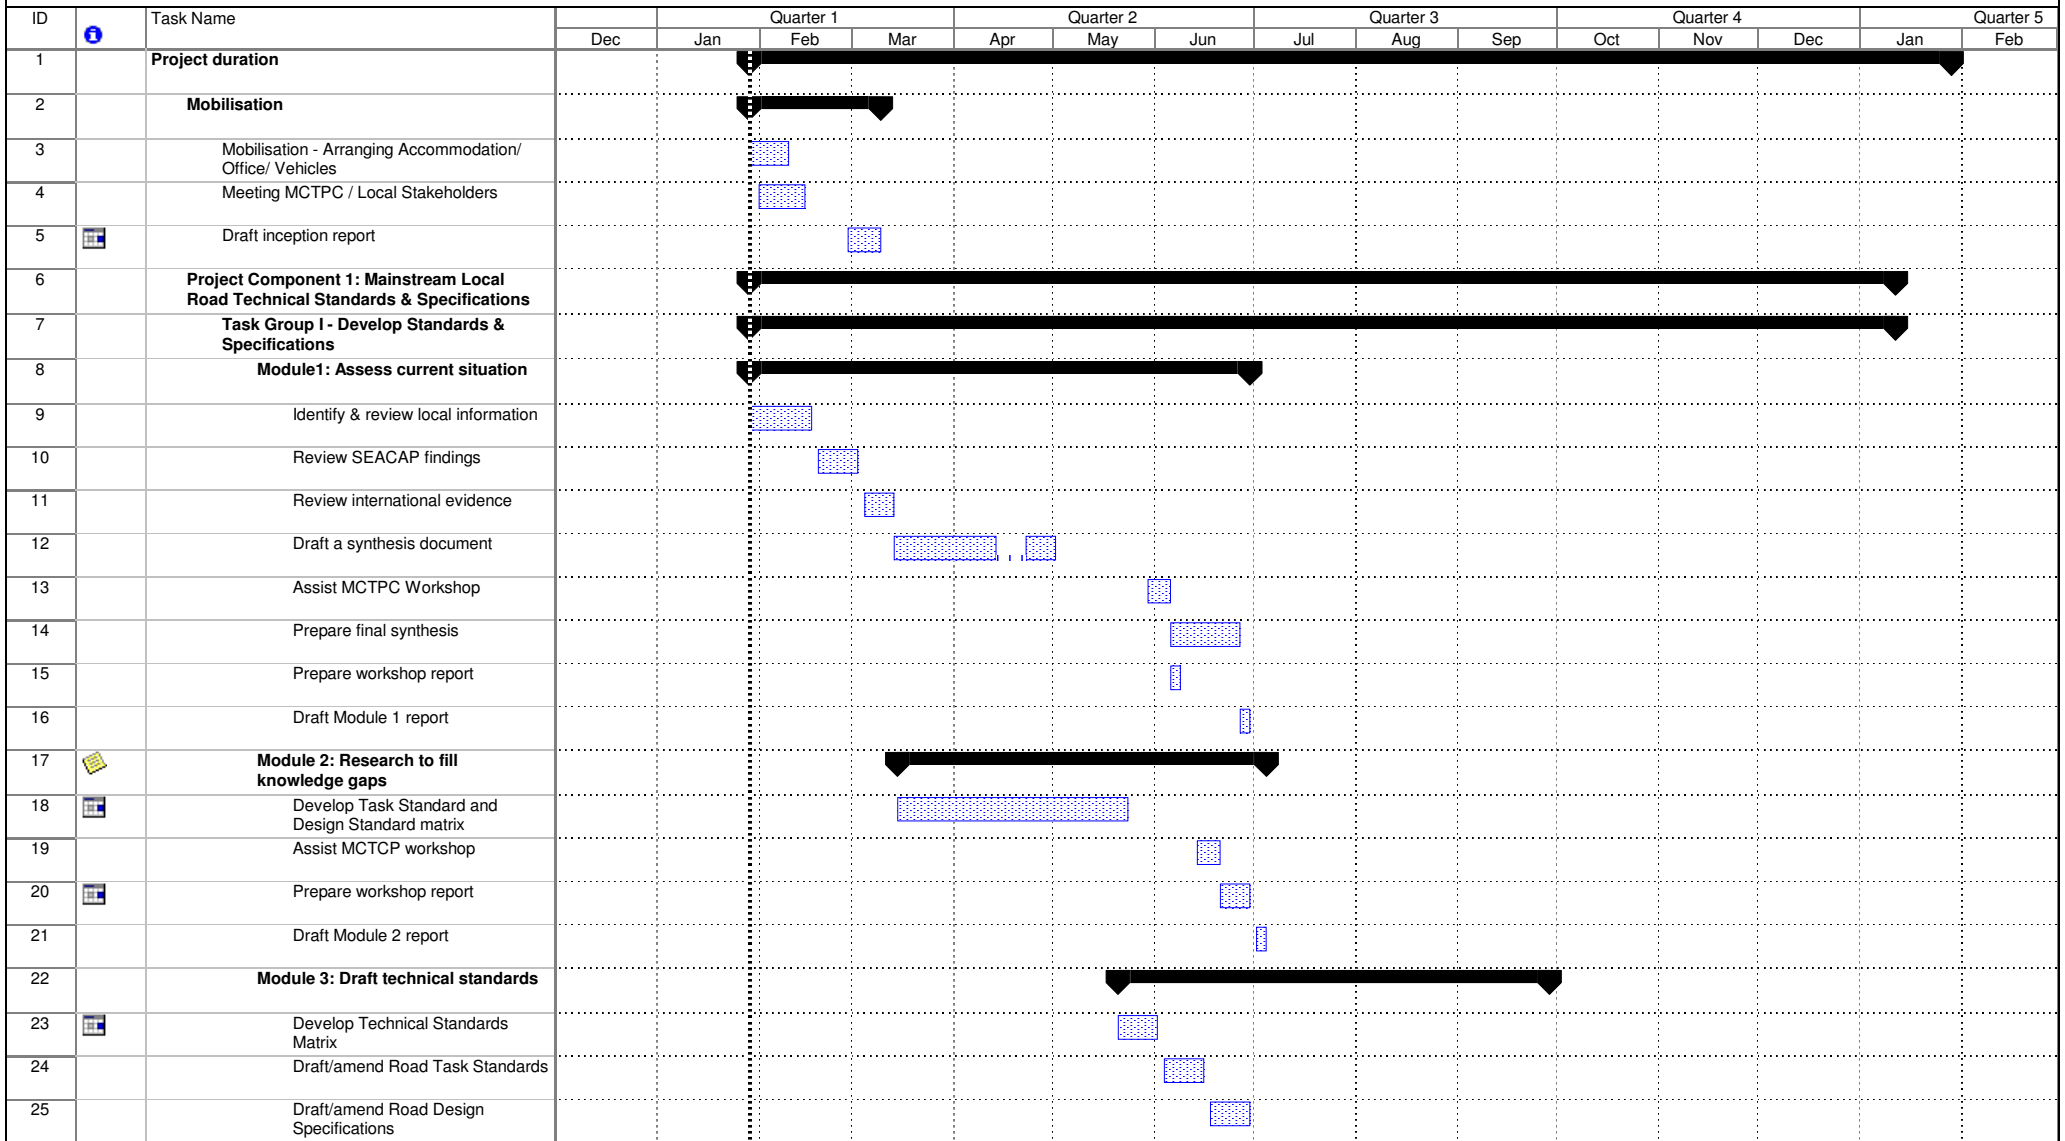 ID Task Name Quarter 1 Quarter 2 Quarter 3 Quarter 4 Quarter 5
Dec Jan Feb Mar Apr May Jun Jul Aug Sep Oct Nov Dec Jan Feb
1 Project duration
2 Mobilisation
3 Mobilisation - Arranging Accommodation/
Office/ Vehicles
4 Meeting MCTPC / Local Stakeholders
5 Draft inception report
6 Project Component 1: Mainstream Local
Road Technical Standards & Specifications
7 Task Group I - Develop Standards &
Specifications
8 Module1: Assess current situation
9 Identify & review local information
10 Review SEACAP findings
11 Review international evidence
12 Draft a synthesis document
13 Assist MCTPC Workshop
14 Prepare final synthesis
15 Prepare workshop report
16 Draft Module 1 report
17 Module 2: Research to fill
knowledge gaps
18 Develop Task Standard and
Design Standard matrix
19 Assist MCTCP workshop
20 Prepare workshop report
21 Draft Module 2 report
22 Module 3: Draft technical standards
23 Develop Technical Standards
Matrix
24 Draft/amend Road Task Standards
25 Draft/amend Road Design
Specifications